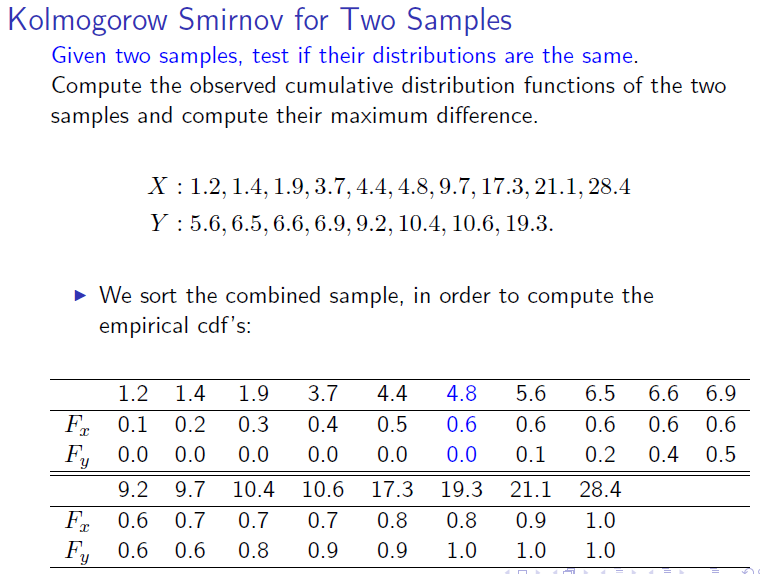 Kolmogorow Smirnov for Two Samples
Given two samples, test if their distributions are the same.
Compute the observed cumulative distribution functions of the two
samples and compute their maximum difference.
X : 1.2, 1.4, 1.9, 3.7, 4.4, 4.8, 9.7, 17.3, 21.1, 28.4
Y : 5.6, 6.5, 6.6, 6.9, 9.2, 10.4, 10.6, 19.3.
▶ We sort the combined sample, in order to compute the
empirical cdf's:
1.2 1.4 1.9 3.7 4.4 4.8 5.6 6.5 6.6 6.9
Fx 0.1 0.2 0.3 0.4 0.5 0.6 0.6 0.6 0.6 0.6
Fy 0.0 0.0 0.0 0.0 0.0 0.0 0.1 0.2 0.4 0.5
9.2 9.7 10.4 10.6 17.3 19.3 21.1 28.4
Fx 0.6 0.7 0.7 0.7 0.8 0.8 0.9 1.0
Fy 0.6 0.6 0.8 0.9 0.9 1.0 1.0 1.0